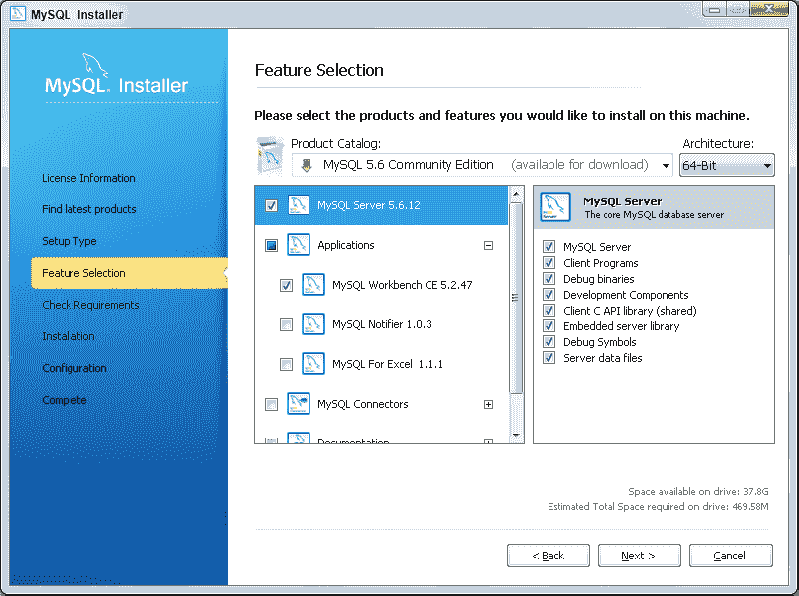 MySQL Installer
MySQL. Installer
License Information
Find latest products
Setup Type
Feature Selection
Check Requirements
Installation
Configuration
Compete
Feature Selection
Please select the products and features you would like to install on this machine.
Product Catalog:
MySQL 5.6 Community Edition (available for download)
Architecture:
64-Bit
MySQL Server 5.6.12
Applications
MySQL Workbench CE 5.2.47
MySQL Notifier 1.0.3
MySQL For Excel 1.1.1
MySQL Connectors
Documentation
MySQL Server
The core MySQL database server
MySQL Server
Client Programs
Debug binaries
Development Components
Client C API library (shared)
Embedded server library
Debug Symbols
Server data files
Space available on drive: 37.8G
Estimated Total Space required on drive: 469.58M
< Back
Next >
Cancel